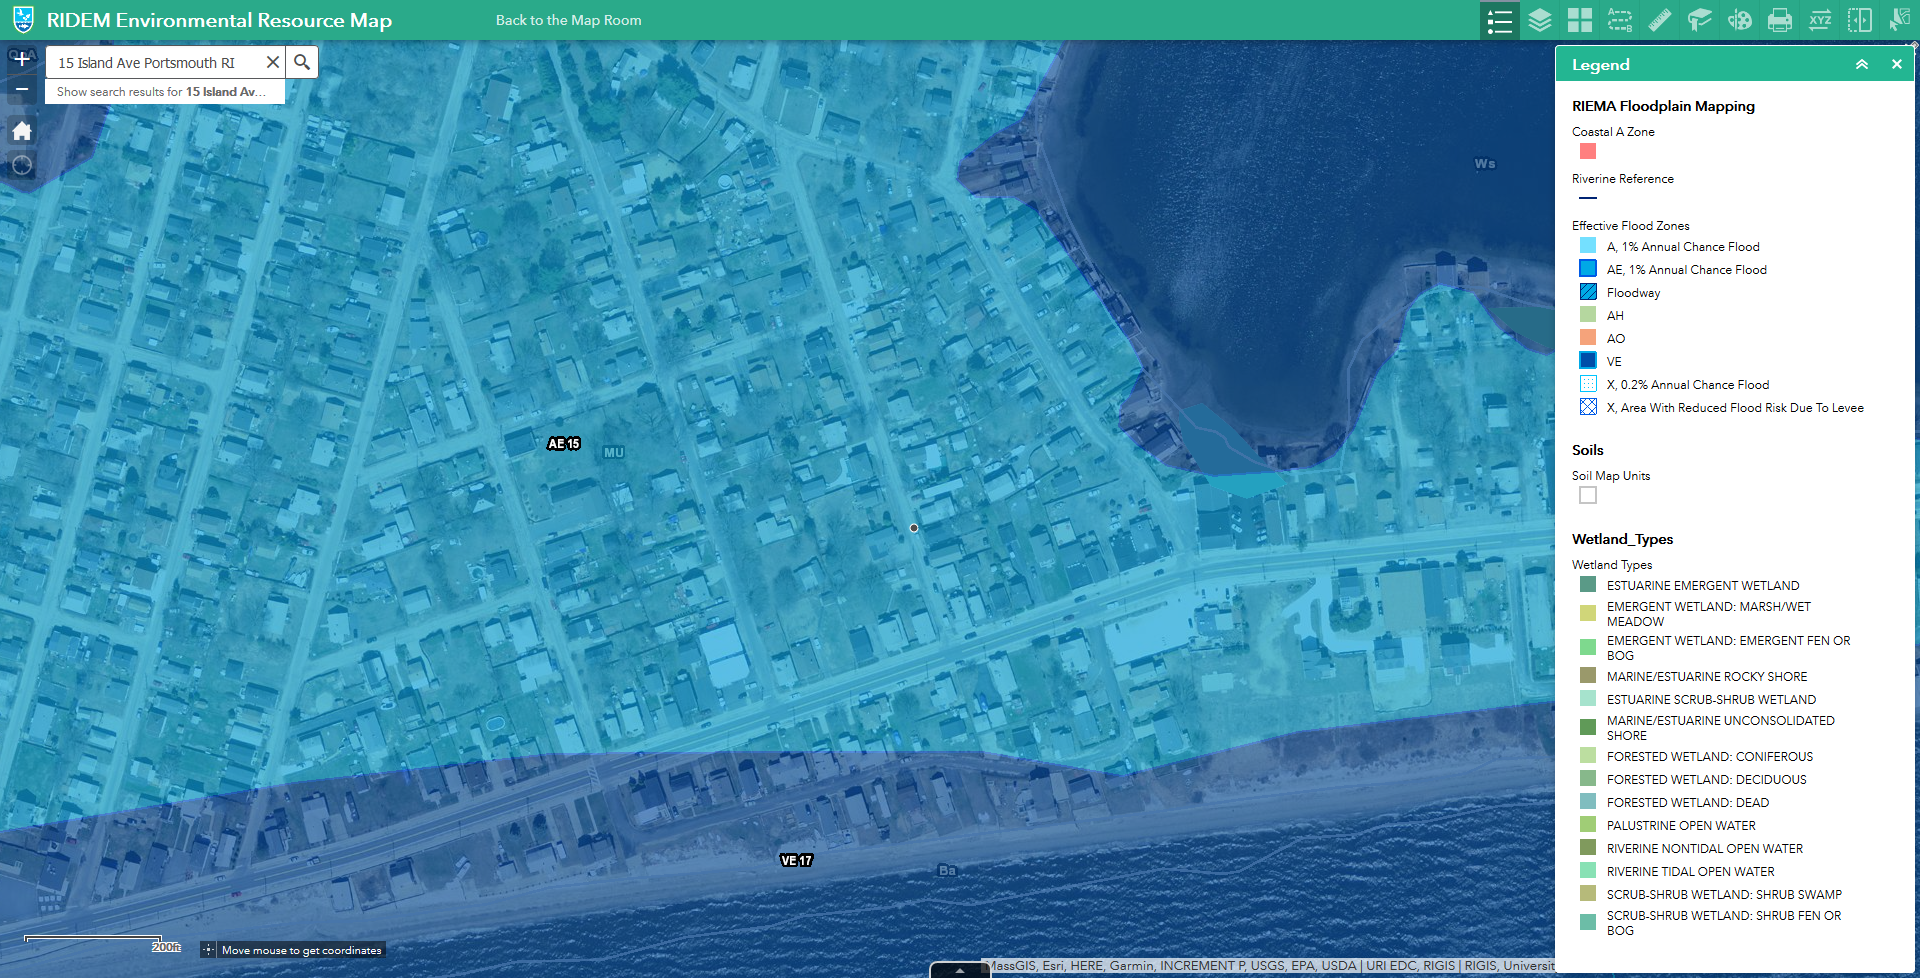 RIDEM Environmental Resource Map
Back to the Map Room
15 Island Ave Portsmouth RI
Show search results for 15 Island Av...
Ws
AE 15
MU
VE 17
Ba
200ft
Move mouse to get coordinates
MassGIS, Esri, HERE, Garmin, INCREMENT P, USGS, EPA, USDA | URI EDC, RIGIS | RIGIS, Universit
XYZ
Legend
RIEMA Floodplain Mapping
Coastal A Zone
Riverine Reference
Effective Flood Zones
A, 1% Annual Chance Flood
AE, 1% Annual Chance Flood
Floodway
AH
AO
VE
X, 0.2% Annual Chance Flood
X, Area With Reduced Flood Risk Due To Levee
Soils
Soil Map Units
Wetland_Types
Wetland Types
ESTUARINE EMERGENT WETLAND
EMERGENT WETLAND: MARSH/WET
MEADOW
EMERGENT WETLAND: EMERGENT FEN OR
BOG
MARINE/ESTUARINE ROCKY SHORE
ESTUARINE SCRUB-SHRUB WETLAND
MARINE/ESTUARINE UNCONSOLIDATED
SHORE
FORESTED WETLAND: CONIFEROUS
FORESTED WETLAND: DECIDUOUS
FORESTED WETLAND: DEAD
PALUSTRINE OPEN WATER
RIVERINE NONTIDAL OPEN WATER
RIVERINE TIDAL OPEN WATER
SCRUB-SHRUB WETLAND: SHRUB SWAMP
SCRUB-SHRUB WETLAND: SHRUB FEN OR
BOG